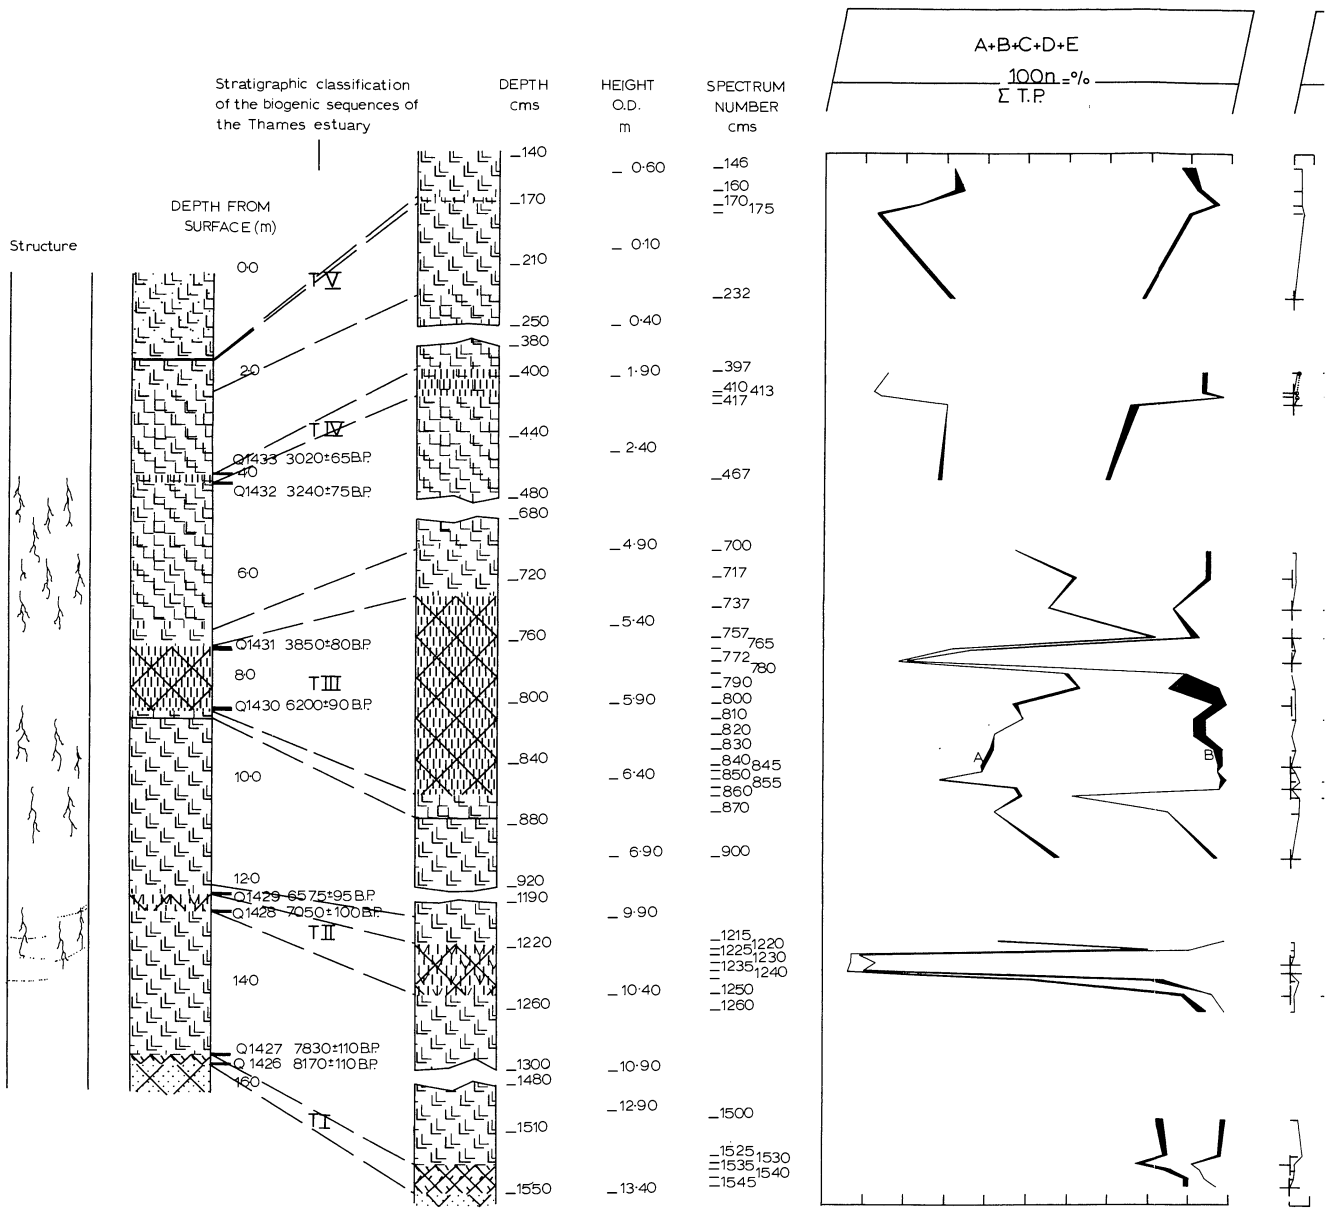 Stratigraphic classification
of the biogenic sequences of
the Thames estuary
Structure
DEPTH FROM
SURFACE (m)
0·0
2·0
4·0
6·0
8·0
10·0
12·0
14·0
16·0
T V
T IV
Q1433 3020±65B.P.
Q1432 3240±75B.P.
Q1431 3850±80B.P.
T III
Q1430 6200±90B.P.
Q1429 6575±95B.P.
Q1428 7050±100B.P.
T II
Q1427 7830±110B.P.
Q1426 8170±110B.P.
T I
DEPTH
cms
140
170
210
250
380
400
440
480
680
720
760
800
840
880
920
1190
1220
1260
1300
1480
1510
1550
HEIGHT
O.D.
m
0·60
0·10
0·40
1·90
2·40
4·90
5·40
5·90
6·40
6·90
9·90
10·40
10·90
12·90
13·40
SPECTRUM
NUMBER
cms
146
160
170 175
232
397
410 413
417
467
700
717
737
757 765
772 780
790
800
810
820
830
840 845
850 855
860
870
900
1215 1220
1225 1230
1235 1240
1250
1260
1500
1525 1530
1535 1540
1545
A+B+C+D+E
100n =%
Σ T.P.
A
B